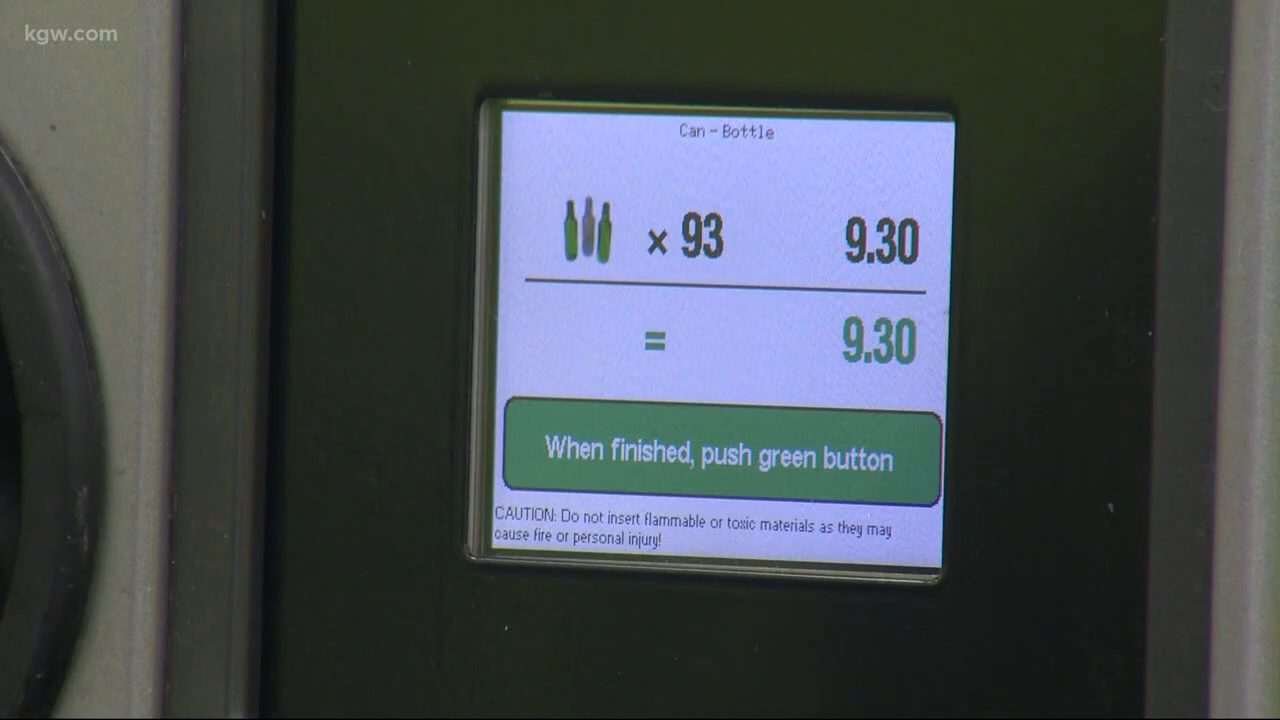 kgw.com
Can - Bottle
× 93 9.30
= 9.30
When finished, push green button
CAUTION: Do not insert flammable or toxic materials as they may
cause fire or personal injury!